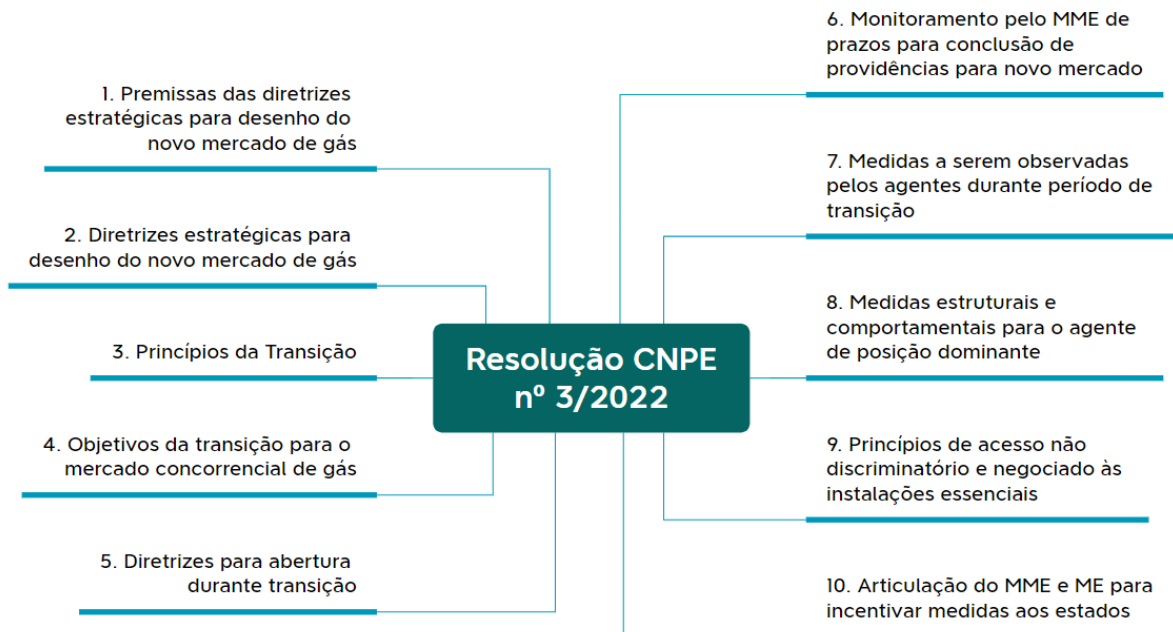 1. Premissas das diretrizes
estratégicas para desenho do
novo mercado de gás
2. Diretrizes estratégicas para
desenho do novo mercado de gás
3. Princípios da Transição
4. Objetivos da transição para o
mercado concorrencial de gás
5. Diretrizes para abertura
durante transição
Resolução CNPE
nº 3/2022
6. Monitoramento pelo MME de
prazos para conclusão de
providências para novo mercado
7. Medidas a serem observadas
pelos agentes durante período de
transição
8. Medidas estruturais e
comportamentais para o agente
de posição dominante
9. Princípios de acesso não
discriminatório e negociado às
instalações essenciais
10. Articulação do MME e ME para
incentivar medidas aos estados